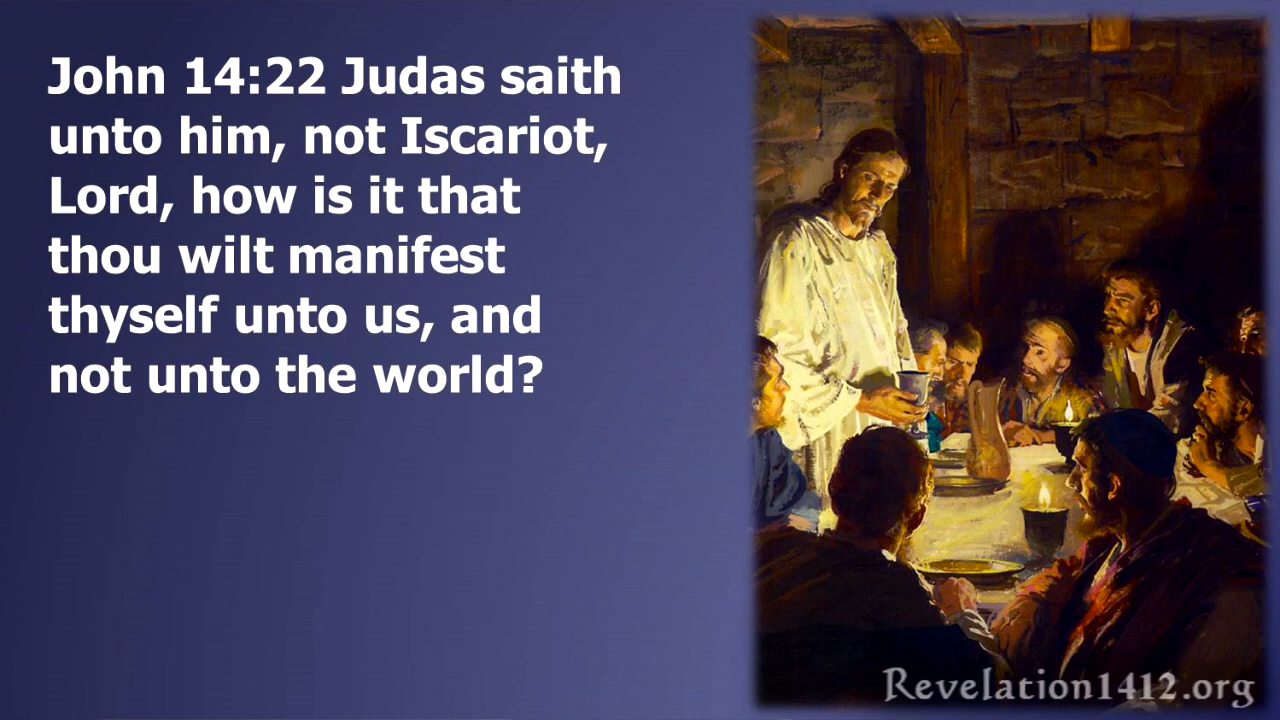 John 14:22 Judas saith
unto him, not Iscariot,
Lord, how is it that
thou wilt manifest
thyself unto us, and
not unto the world?
Revelation1412.org